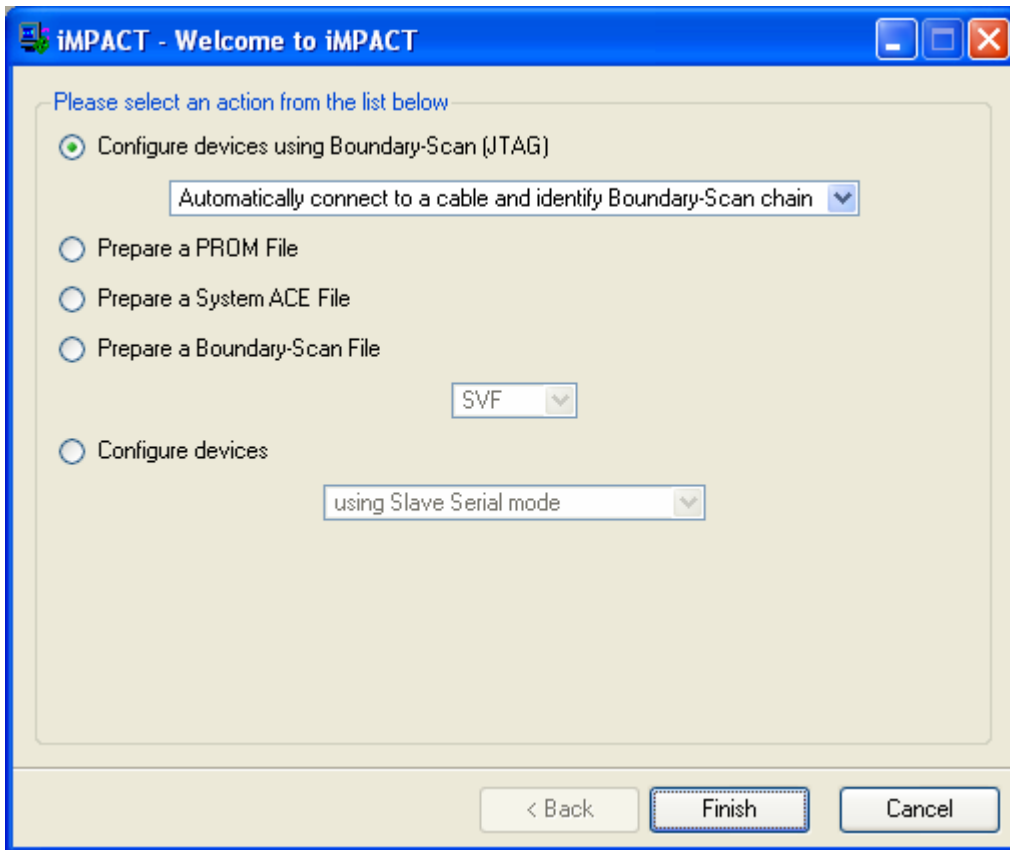 iMPACT - Welcome to iMPACT
Please select an action from the list below
Configure devices using Boundary-Scan (JTAG)
Automatically connect to a cable and identify Boundary-Scan chain
Prepare a PROM File
Prepare a System ACE File
Prepare a Boundary-Scan File
SVF
Configure devices
using Slave Serial mode
< Back Finish Cancel